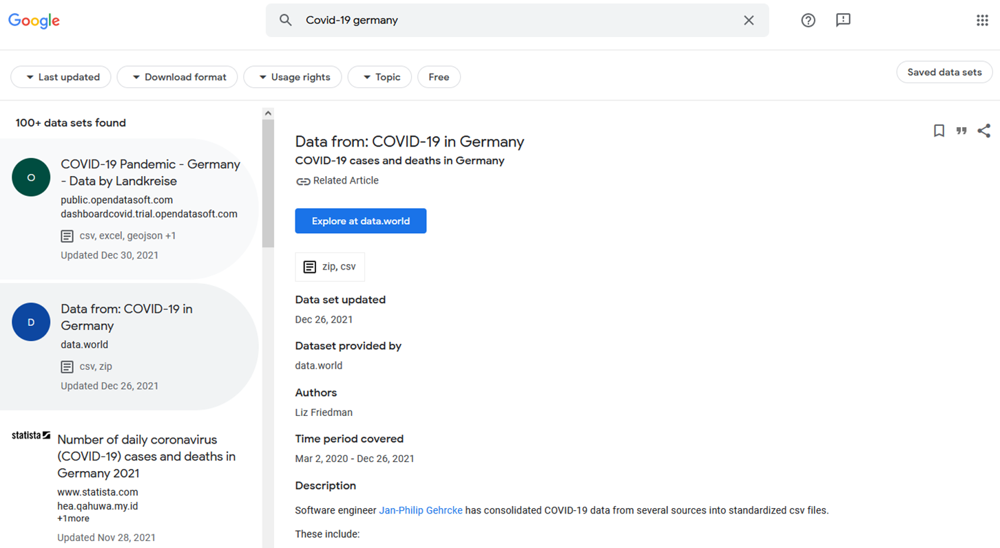 Google
Covid-19 germany
Last updated
Download format
Usage rights
Topic
Free
Saved data sets
100+ data sets found
O
COVID-19 Pandemic - Germany
- Data by Landkreise
public.opendatasoft.com
dashboardcovid.trial.opendatasoft.com
csv, excel, geojson +1
Updated Dec 30, 2021
D
Data from: COVID-19 in
Germany
data.world
csv, zip
Updated Dec 26, 2021
statista
Number of daily coronavirus
(COVID-19) cases and deaths in
Germany 2021
www.statista.com
hea.qahuwa.my.id
+1more
Updated Nov 28, 2021
Data from: COVID-19 in Germany
COVID-19 cases and deaths in Germany
Related Article
Explore at data.world
zip, csv
Data set updated
Dec 26, 2021
Dataset provided by
data.world
Authors
Liz Friedman
Time period covered
Mar 2, 2020 - Dec 26, 2021
Description
Software engineer Jan-Philip Gehrcke has consolidated COVID-19 data from several sources into standardized csv files.
These include: